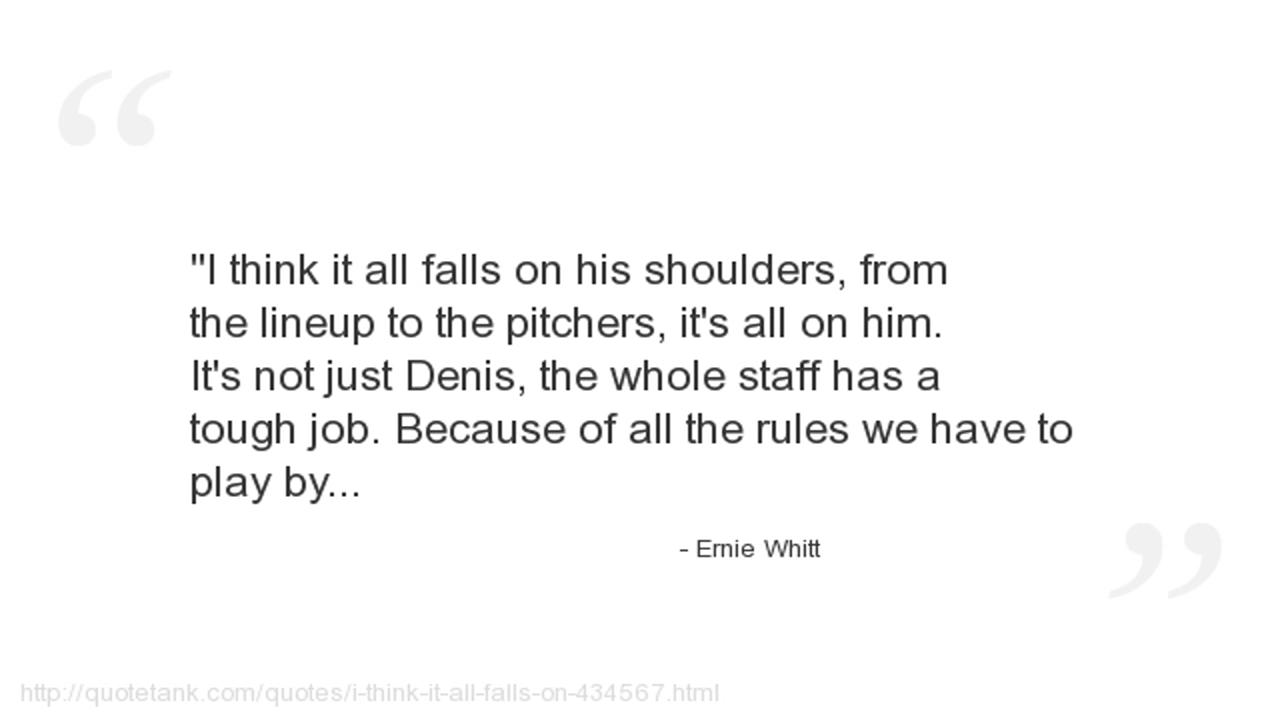 "I think it all falls on his shoulders, from
the lineup to the pitchers, it's all on him.
It's not just Denis, the whole staff has a
tough job. Because of all the rules we have to
play by...
- Ernie Whitt
http://quotetank.com/quotes/i-think-it-all-falls-on-434567.html